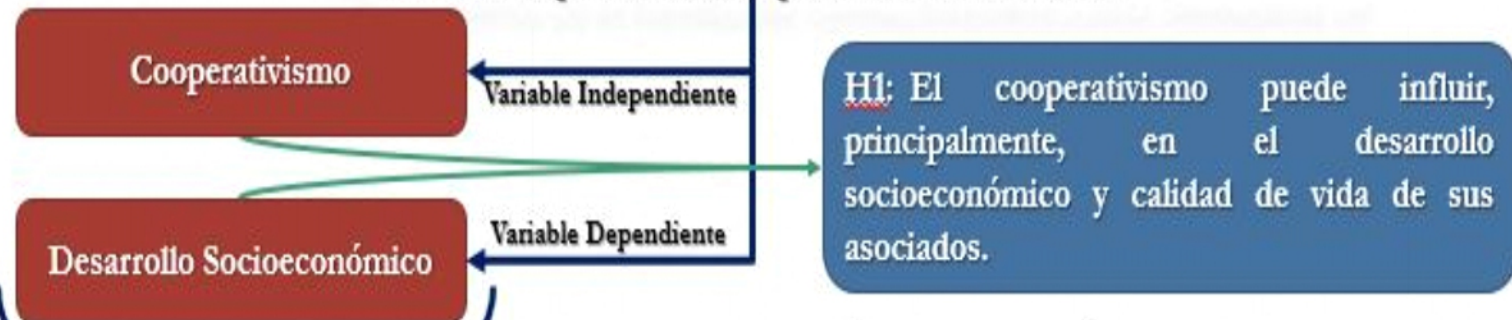 Cooperativismo
Variable Independiente
H1: El cooperativismo puede influir,
principalmente, en el desarrollo
socioeconómico y calidad de vida de sus
asociados.
Variable Dependiente
Desarrollo Socioeconómico